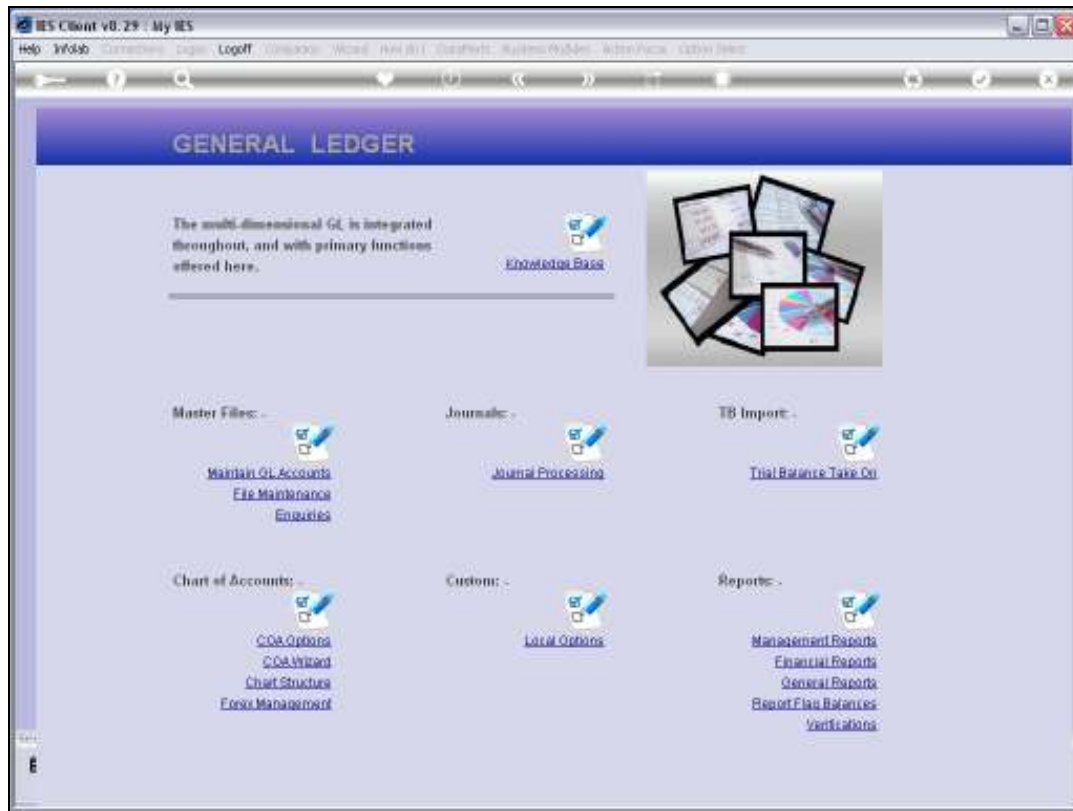 IES Client v8.29 : My IES
Help Infolab Logoff
GENERAL LEDGER
The multi-dimensional GL is integrated
throughout, and with primary functions
offered here.
Knowledge Base
Master Files: -
Maintain GL Accounts
File Maintenance
Enquiries
Journals: -
Journal Processing
TB Import: -
Trial Balance Take On
Chart of Accounts: -
COA Options
COA Wizard
Chart Structure
Forex Management
Custom: -
Local Options
Reports: -
Management Reports
Financial Reports
General Reports
Report Flag Balances
Verifications